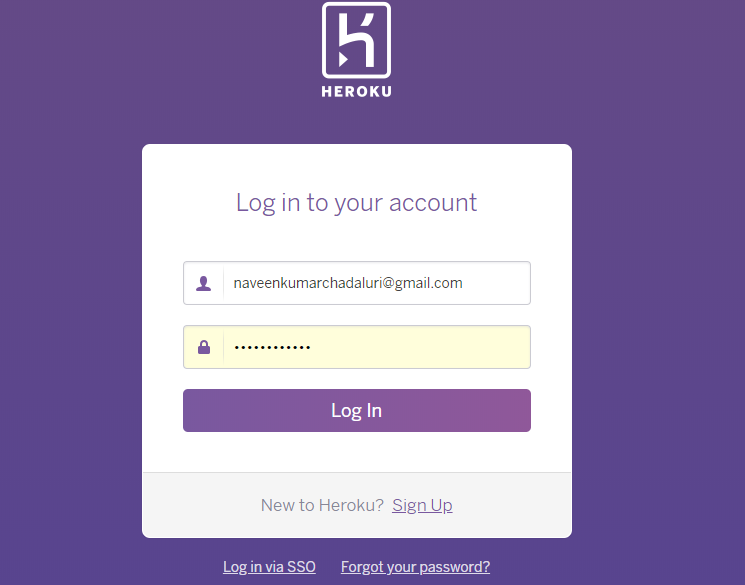 HEROKU
Log in to your account
naveenkumarchadaluri@gmail.com
••••••••••••
Log In
New to Heroku? Sign Up
Log in via SSO Forgot your password?